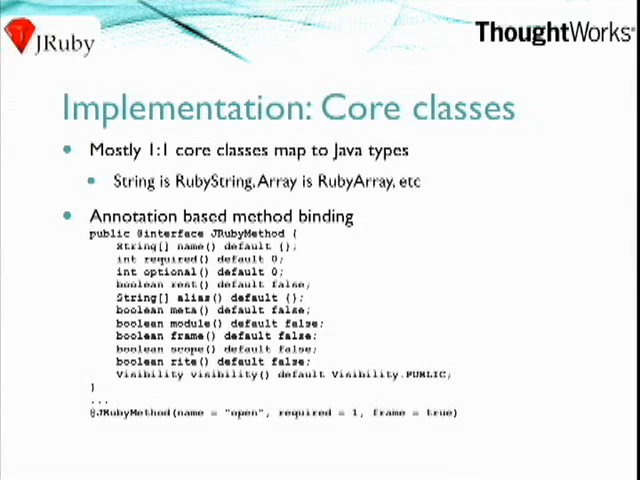 JRuby
ThoughtWorks
Implementation: Core classes
Mostly 1:1 core classes map to Java types
String is RubyString, Array is RubyArray, etc
Annotation based method binding
public @interface JRubyMethod {
String[] name() default {};
int required() default 0;
int optional() default 0;
boolean rest() default false;
String[] alias() default {};
boolean meta() default false;
boolean module() default false;
boolean frame() default false;
boolean scope() default false;
boolean rite() default false;
Visibility visibility() default Visibility.PUBLIC;
}
...
@JRubyMethod(name = "open", required = 1, frame = true)